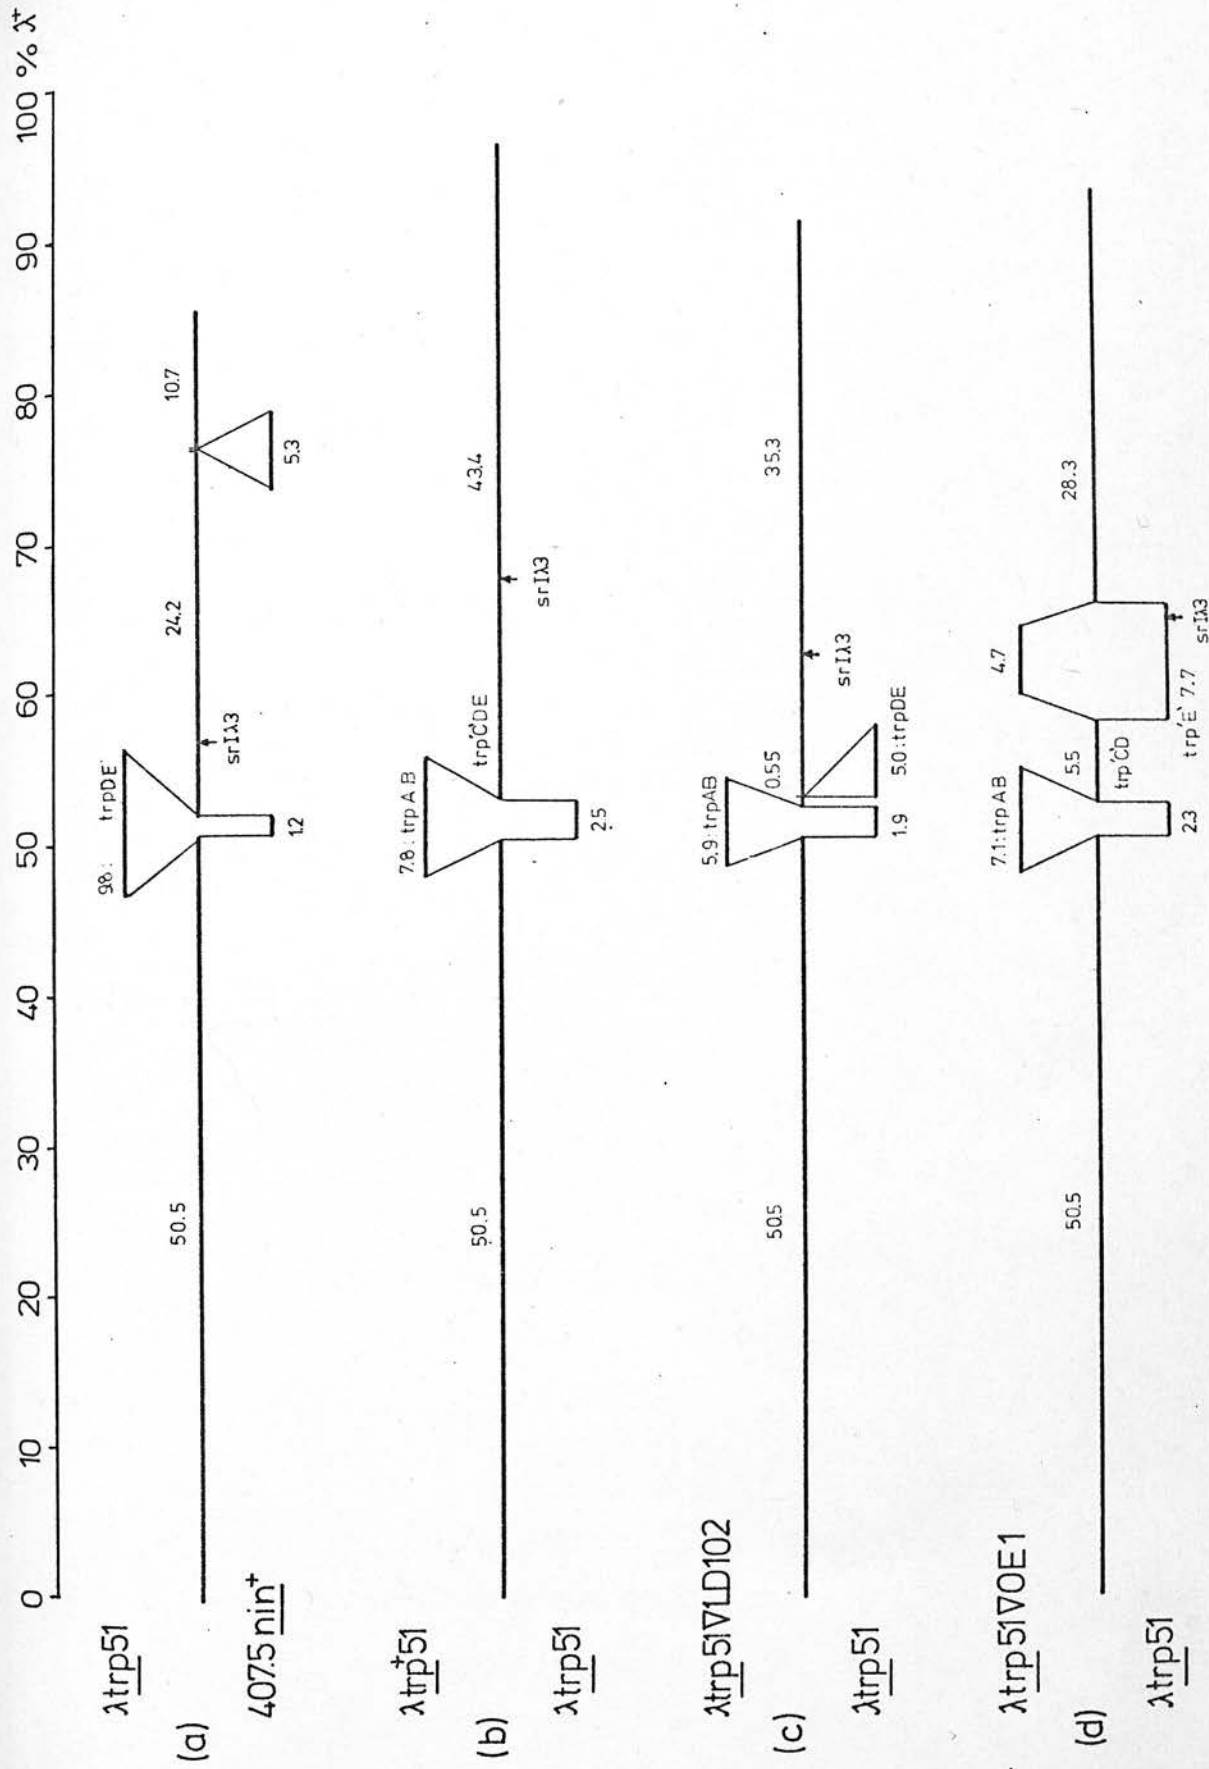 0 10 20 30 40 50 60 70 80 90 100 % λ⁺
λtrp51
(a)
407.5 nin⁺
50.5
9.8: trpDE
1.2
srIλ3
24.2
5.3
10.7
λtrp⁺51
(b)
λtrp51
50.5
7.8: trpAB
2.5
trp'C'DE
srIλ3
43.4
λtrp51∇LD102
(c)
λtrp51
50.5
5.9: trpAB
1.9
0.55
5.0: trpDE
srIλ3
35.3
λtrp51∇OE1
(d)
λtrp51
50.5
7.1: trpAB
2.3
5.5
trp'CD
4.7
trp'E' 7.7
srIλ3
28.3